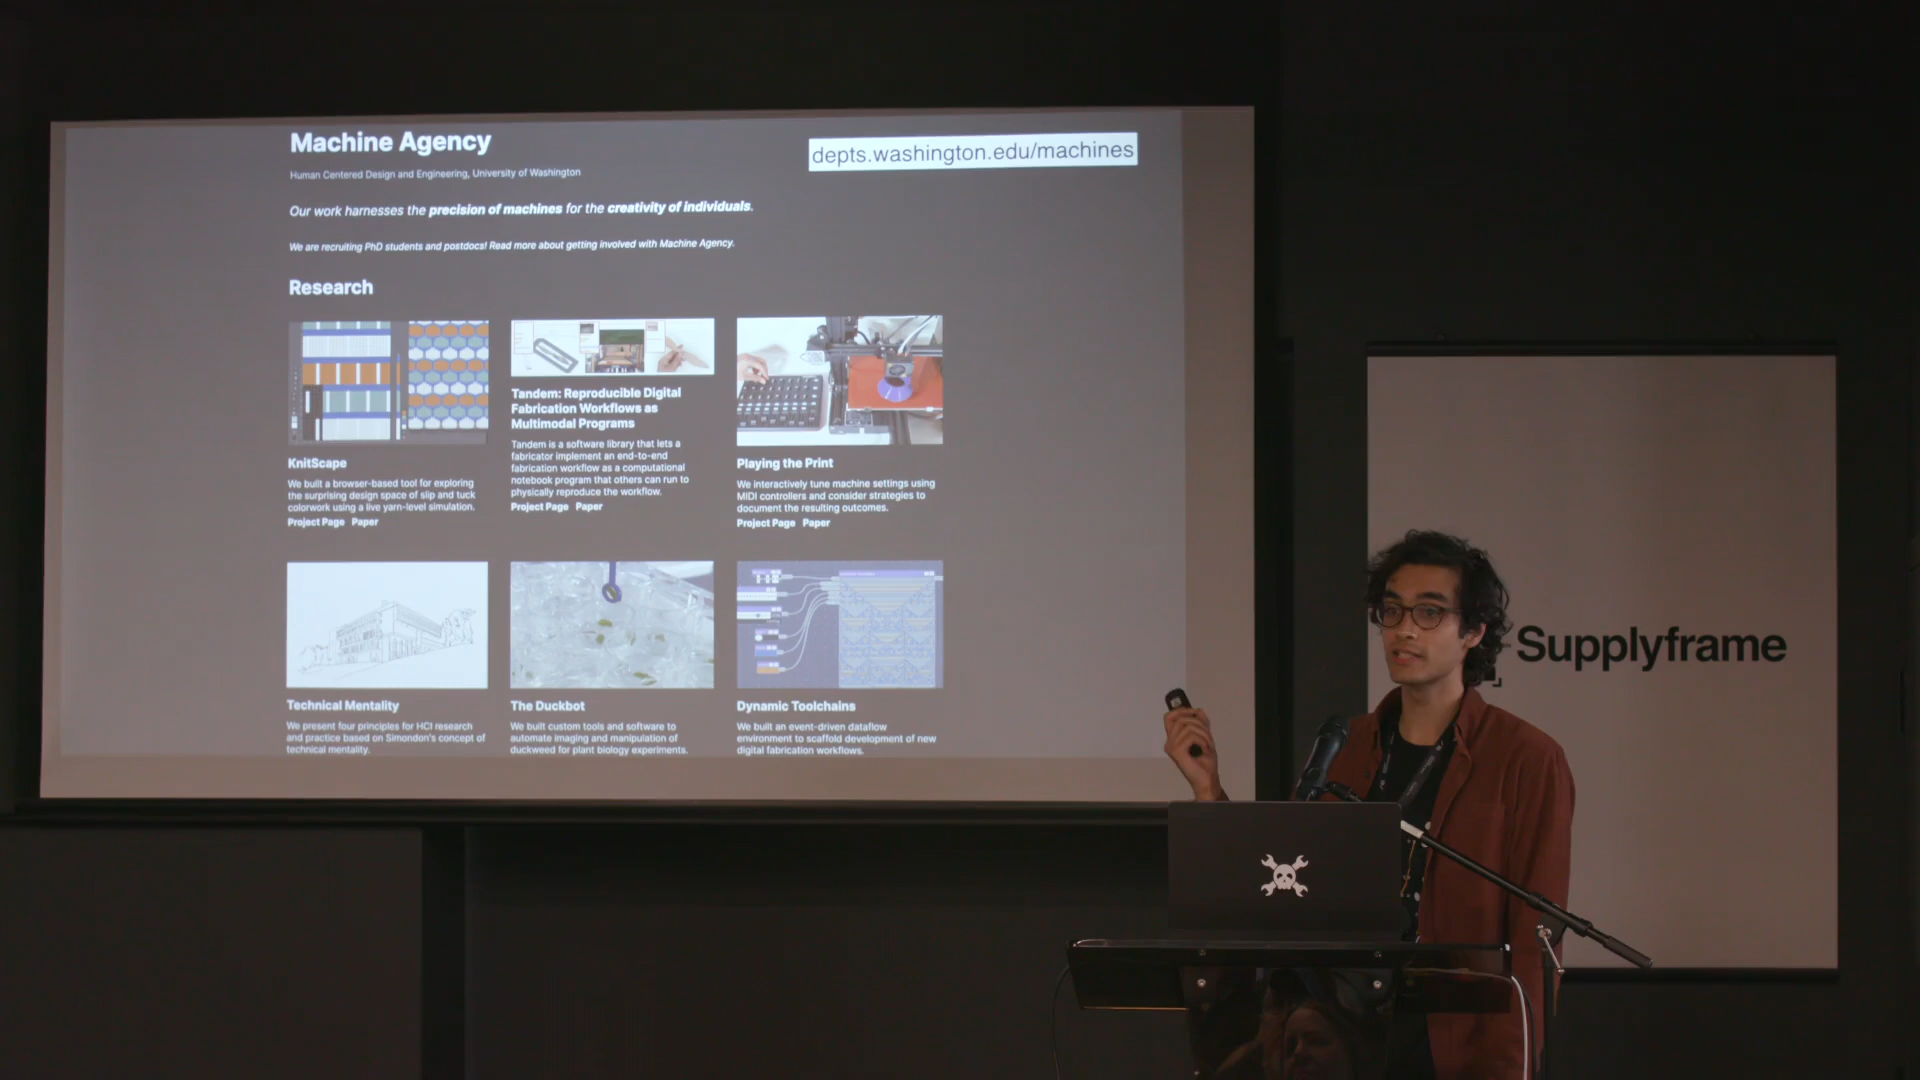 Machine Agency
depts.washington.edu/machines
Human Centered Design and Engineering, University of Washington
Our work harnesses the precision of machines for the creativity of individuals.
We are recruiting PhD students and postdocs! Read more about getting involved with Machine Agency.
Research
KnitScape
We built a browser-based tool for exploring
the surprising design space of slip and tuck
colorwork using a live yarn-level simulation.
Project Page Paper
Tandem: Reproducible Digital
Fabrication Workflows as
Multimodal Programs
Tandem is a software library that lets a
fabricator implement an end-to-end
fabrication workflow as a computational
notebook program that others can run to
physically reproduce the workflow.
Project Page Paper
Playing the Print
We interactively tune machine settings using
MIDI controllers and consider strategies to
document the resulting outcomes.
Project Page Paper
Technical Mentality
We present four principles for HCI research
and practice based on Simondon's concept of
technical mentality.
The Duckbot
We built custom tools and software to
automate imaging and manipulation of
duckweed for plant biology experiments.
Dynamic Toolchains
We built an event-driven dataflow
environment to scaffold development of new
digital fabrication workflows.
Supplyframe